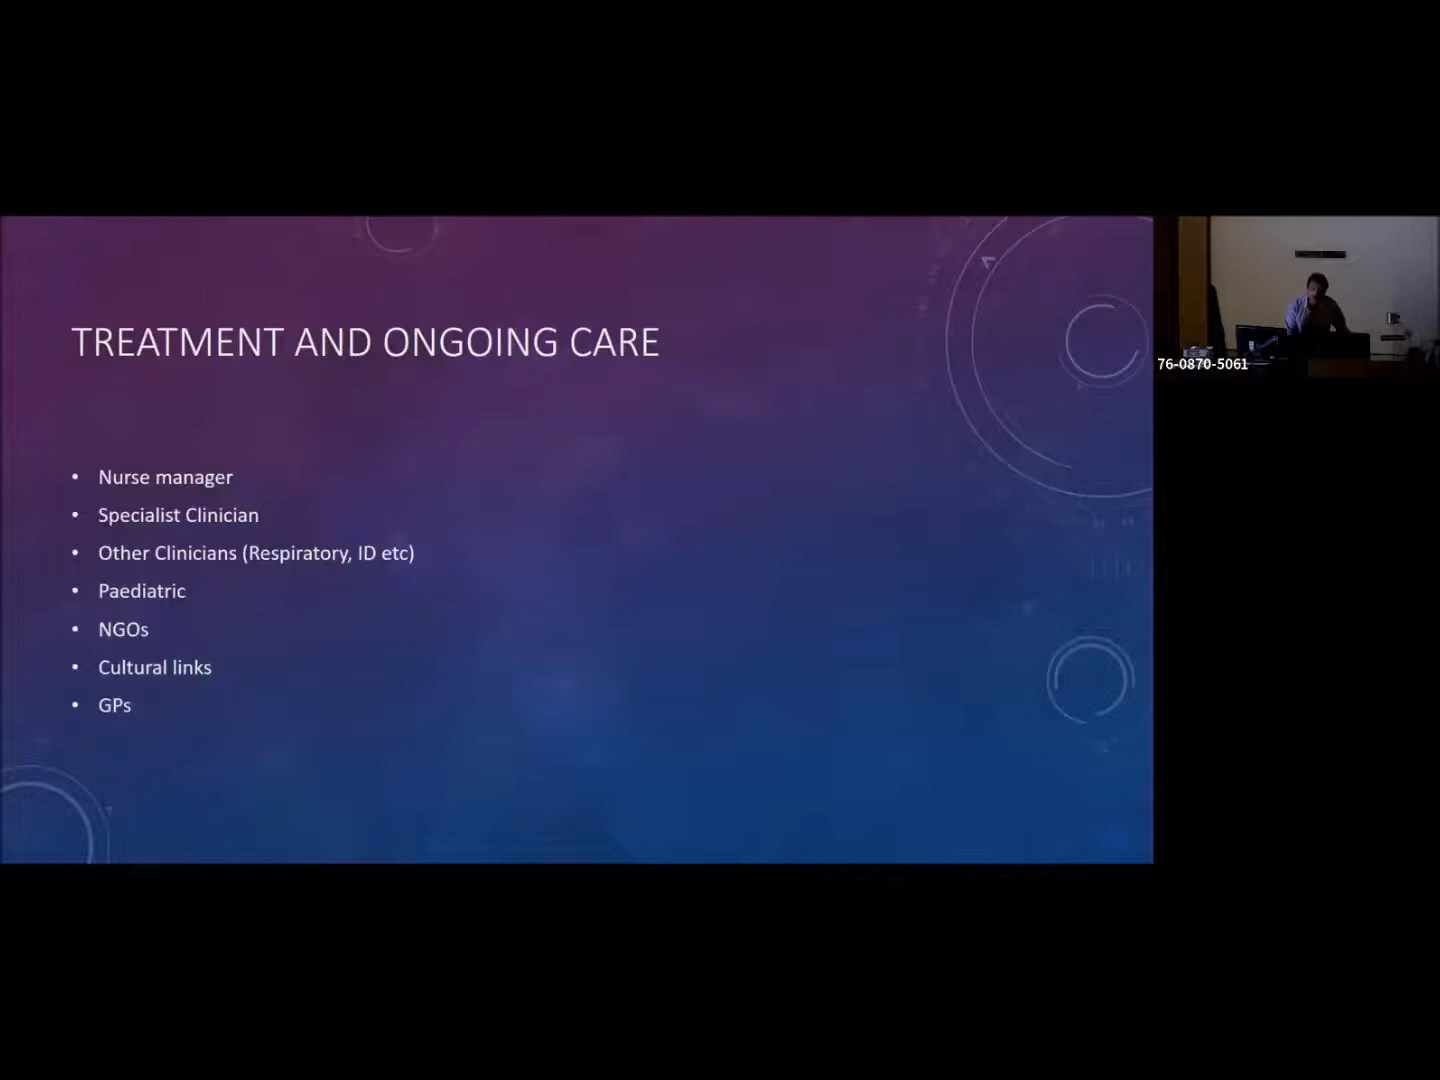 TREATMENT AND ONGOING CARE
• Nurse manager
• Specialist Clinician
• Other Clinicians (Respiratory, ID etc)
• Paediatric
• NGOs
• Cultural links
• GPs
76-0870-5061